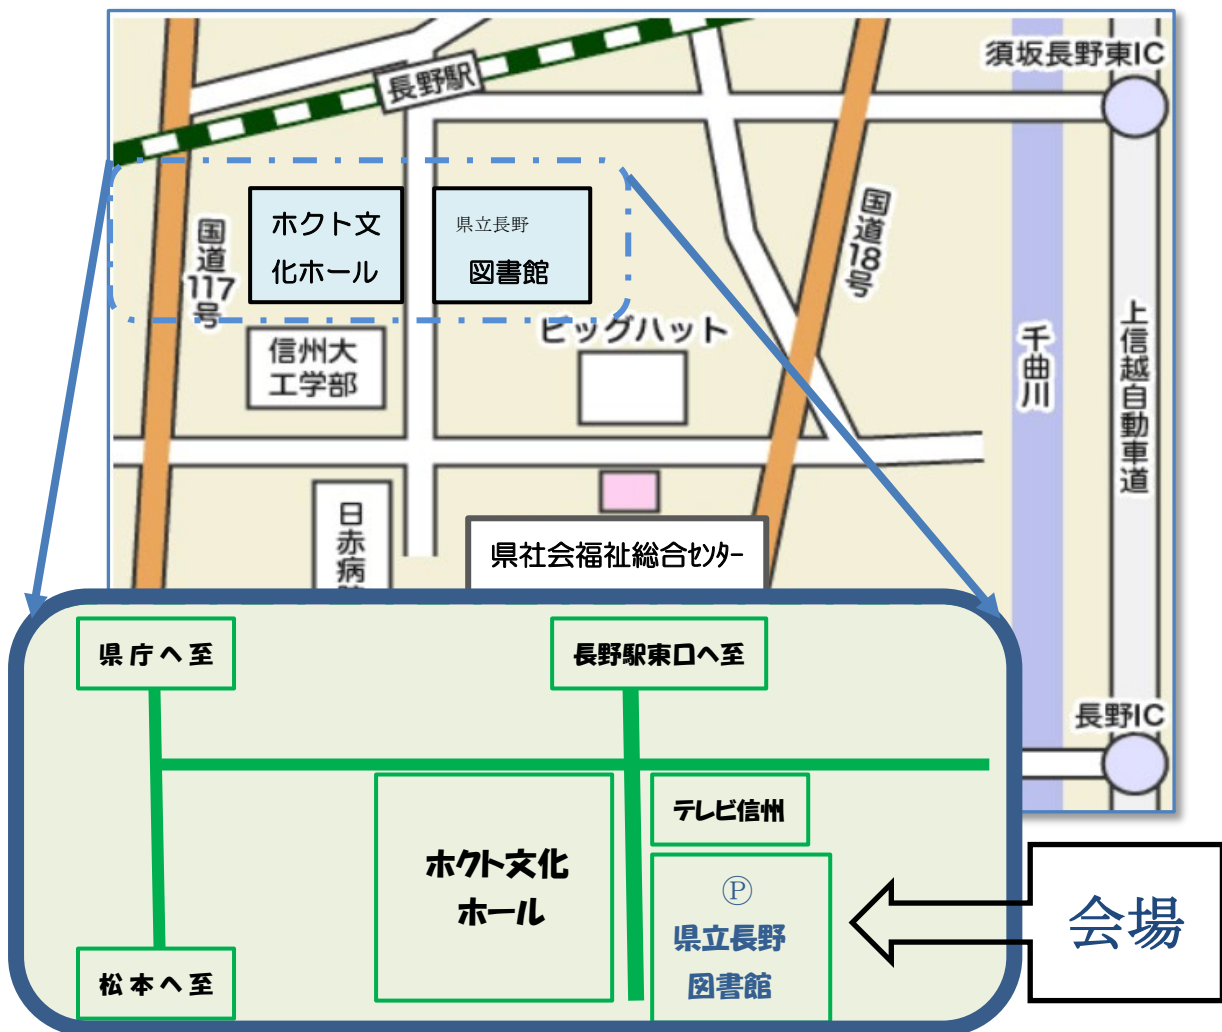 須坂長野東IC
長野駅
ホクト文
化ホール
県立長野
図書館
国道117号
国道18号
ビッグハット
信州大
工学部
千曲川
上信越自動車道
日赤病
県社会福祉総合センター
県庁へ至
長野駅東口へ至
長野IC
テレビ信州
ホクト文化
ホール
Ⓟ
県立長野
図書館
会場
松本へ至